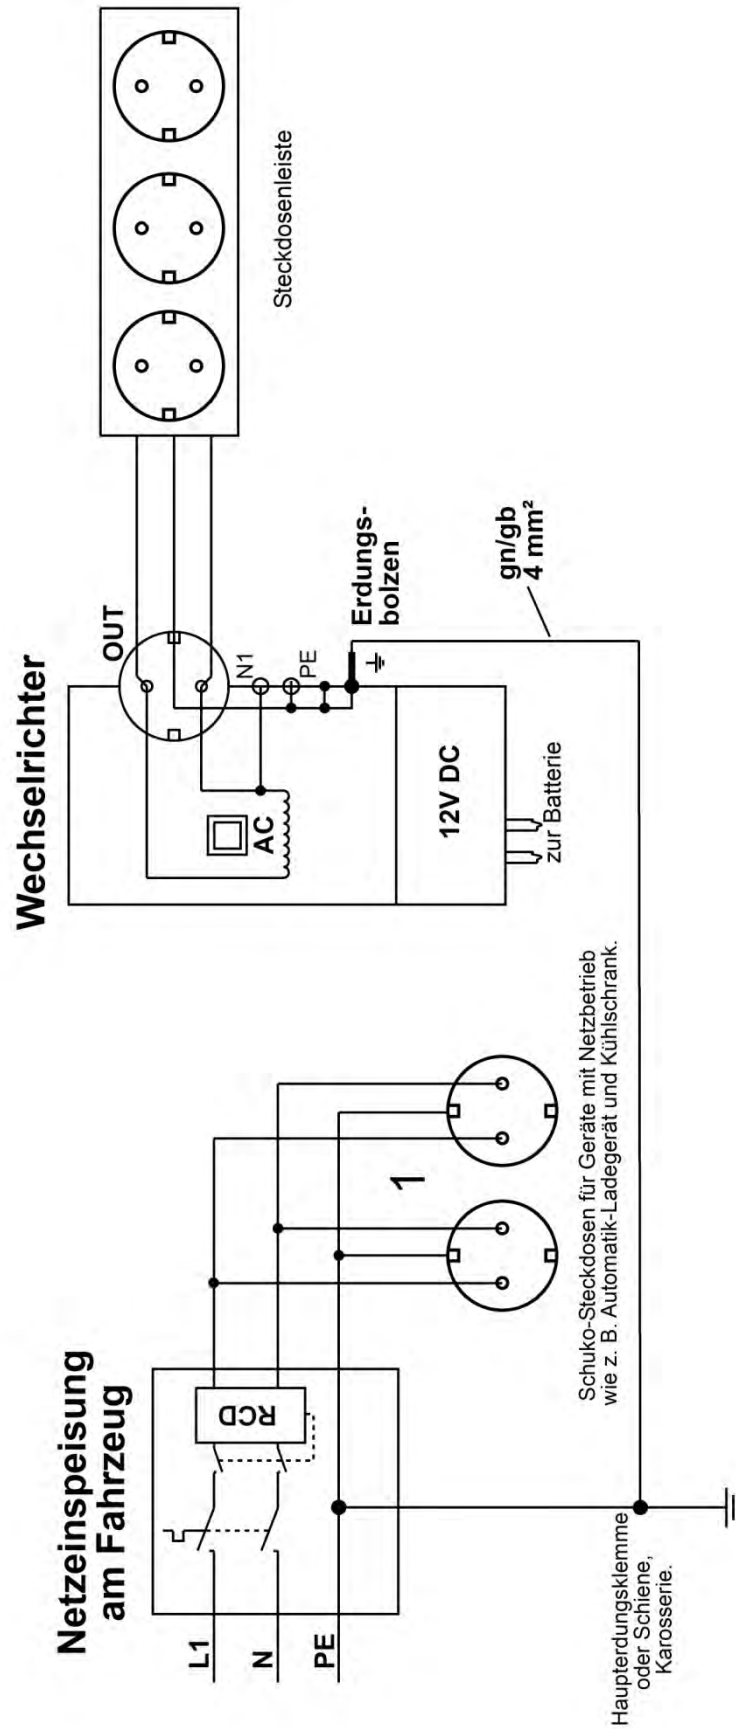 Netzeinspeisung
am Fahrzeug
L1
N
PE
RCD
1
Schuko-Steckdosen für Geräte mit Netzbetrieb
wie z. B. Automatik-Ladegerät und Kühlschrank.
Haupterdungsklemme
oder Schiene,
Karosserie.
Wechselrichter
OUT
AC
N1
PE
12V DC
zur Batterie
Erdungs-
bolzen
gn/gb
4 mm²
Steckdosenleiste